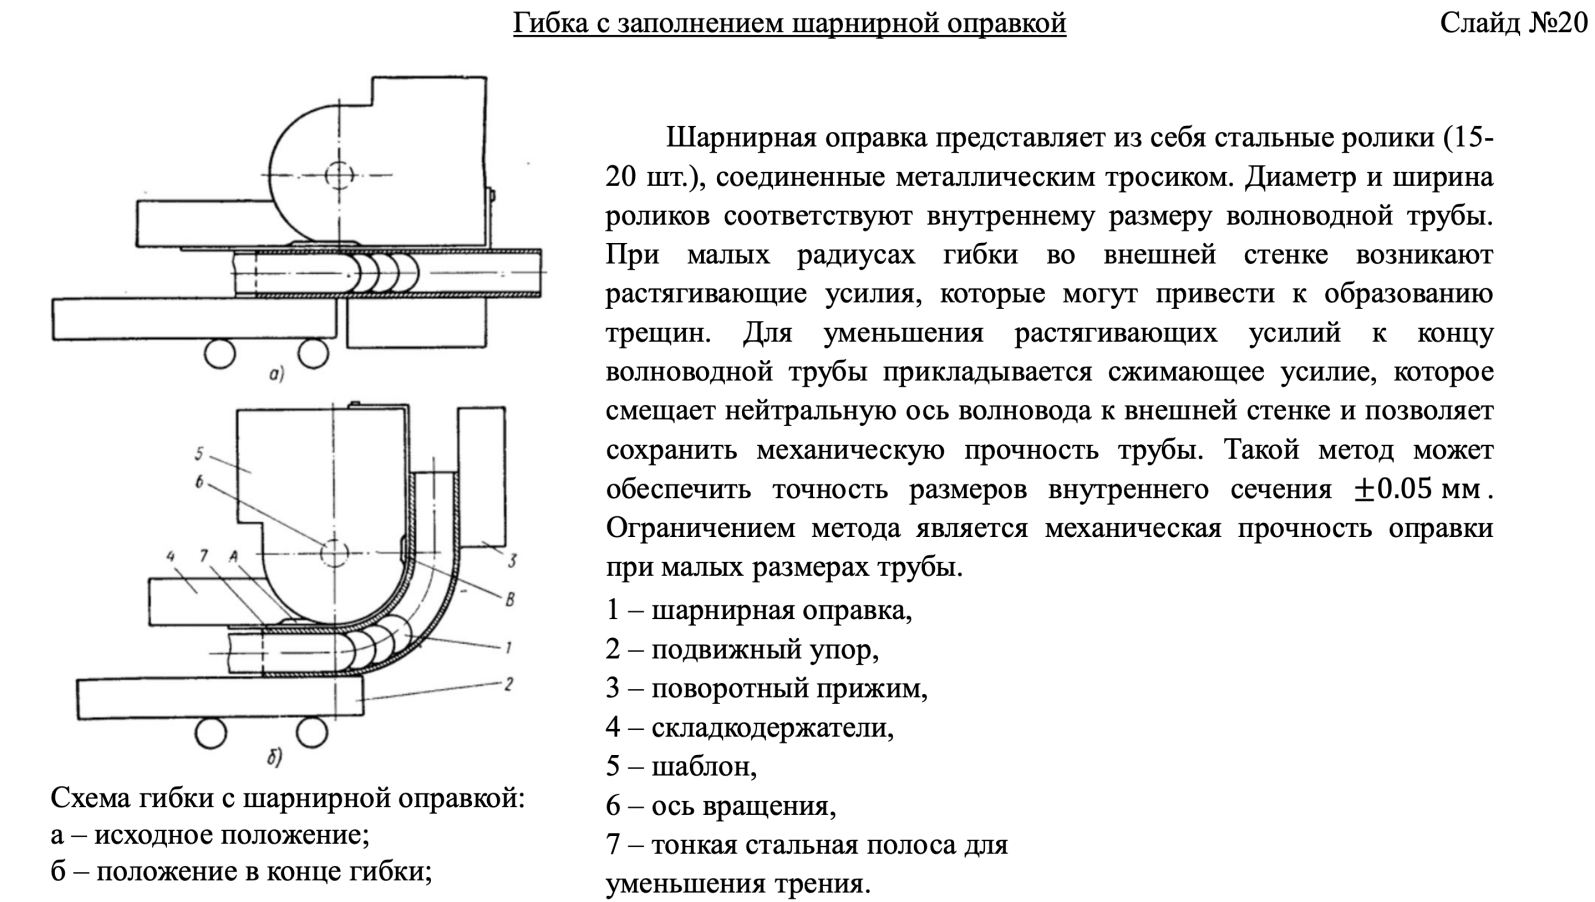 Гибка с заполнением шарнирной оправкой
Слайд №20
а)
5
6
4
7
А
3
В
1
2
б)
Схема гибки с шарнирной оправкой:
а – исходное положение;
б – положение в конце гибки;
Шарнирная оправка представляет из себя стальные ролики (15-
20 шт.), соединенные металлическим тросиком. Диаметр и ширина
роликов соответствуют внутреннему размеру волноводной трубы.
При малых радиусах гибки во внешней стенке возникают
растягивающие усилия, которые могут привести к образованию
трещин. Для уменьшения растягивающих усилий к концу
волноводной трубы прикладывается сжимающее усилие, которое
смещает нейтральную ось волновода к внешней стенке и позволяет
сохранить механическую прочность трубы. Такой метод может
обеспечить точность размеров внутреннего сечения ±0.05 мм .
Ограничением метода является механическая прочность оправки
при малых размерах трубы.
1 – шарнирная оправка,
2 – подвижный упор,
3 – поворотный прижим,
4 – складкодержатели,
5 – шаблон,
6 – ось вращения,
7 – тонкая стальная полоса для
уменьшения трения.